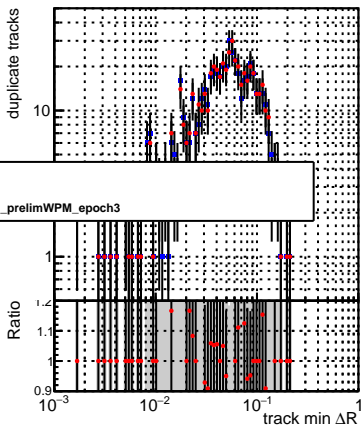 duplicate tracks
10
_prelimWPM_epoch3
1
Ratio
1.2
1.1
1
0.9
10⁻³ 10⁻² 10⁻¹ 1
track min ΔR